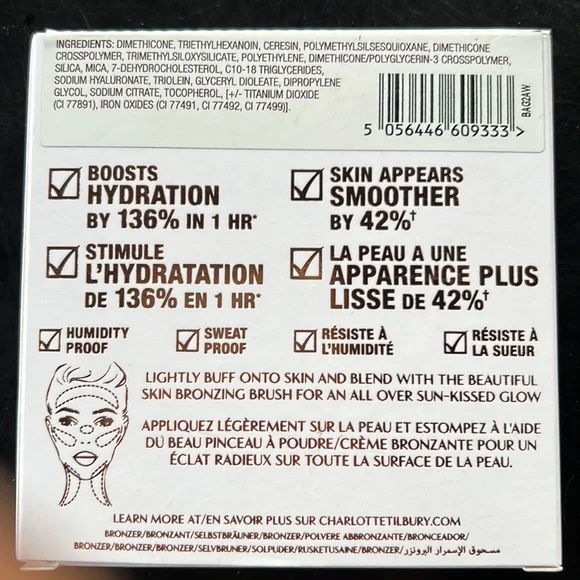 INGREDIENTS: DIMETHICONE, TRIETHYLHEXANOIN, CERESIN, POLYMETHYLSILSESQUIOXANE, DIMETHICONE
CROSSPOLYMER, TRIMETHYLSILOXYSILICATE, POLYETHYLENE, DIMETHICONE/POLYGLYCERIN-3 CROSSPOLYMER,
SILICA, MICA, 7-DEHYDROCHOLESTEROL, C10-18 TRIGLYCERIDES,
SODIUM HYALURONATE, TRIOLEIN, GLYCERYL DIOLEATE, DIPROPYLENE
GLYCOL, SODIUM CITRATE, TOCOPHEROL, [+/- TITANIUM DIOXIDE
(CI 77891), IRON OXIDES (CI 77491, CI 77492, CI 77499)].
5 056446 609333 >
BAG2AW
BOOSTS
HYDRATION
BY 136% IN 1 HR*
SKIN APPEARS
SMOOTHER
BY 42%†
STIMULE
L'HYDRATATION
DE 136% EN 1 HR*
LA PEAU A UNE
APPARENCE PLUS
LISSE DE 42%†
HUMIDITY
PROOF
SWEAT
PROOF
RÉSISTE À
L'HUMIDITÉ
RÉSISTE À
LA SUEUR
LIGHTLY BUFF ONTO SKIN AND BLEND WITH THE BEAUTIFUL
SKIN BRONZING BRUSH FOR AN ALL OVER SUN-KISSED GLOW
APPLIQUEZ LÉGÈREMENT SUR LA PEAU ET ESTOMPEZ À L'AIDE
DÚ BEAU PINCEAU À POUDRE/CRÈME BRONZANTE POUR UN
ÉCLAT RADIEUX SUR TOUTE LA SURFACE DE LA PEAU.
LEARN MORE AT/EN SAVOIR PLUS SUR CHARLOTTETILBURY.COM
BRONZER/BRONZANT/SELBSTBRÄUNER/BRONZER/POLVERE ABBRONZANTE/BRONCEADOR/
BRONZER/BRONZER/BRONZER/SELVBRUNER/SOLPUDER/RUSKETUSAINE/BRONZER/ مسحوق الإسمرار البرونزر